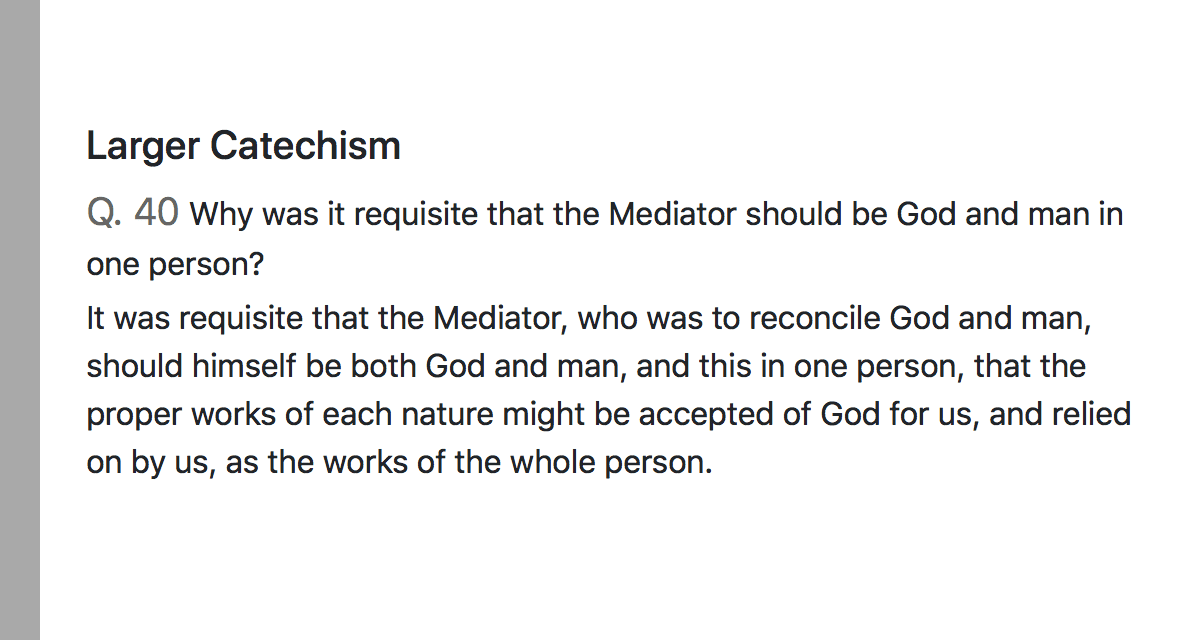 Larger Catechism
Q. 40 Why was it requisite that the Mediator should be God and man in
one person?
It was requisite that the Mediator, who was to reconcile God and man,
should himself be both God and man, and this in one person, that the
proper works of each nature might be accepted of God for us, and relied
on by us, as the works of the whole person.